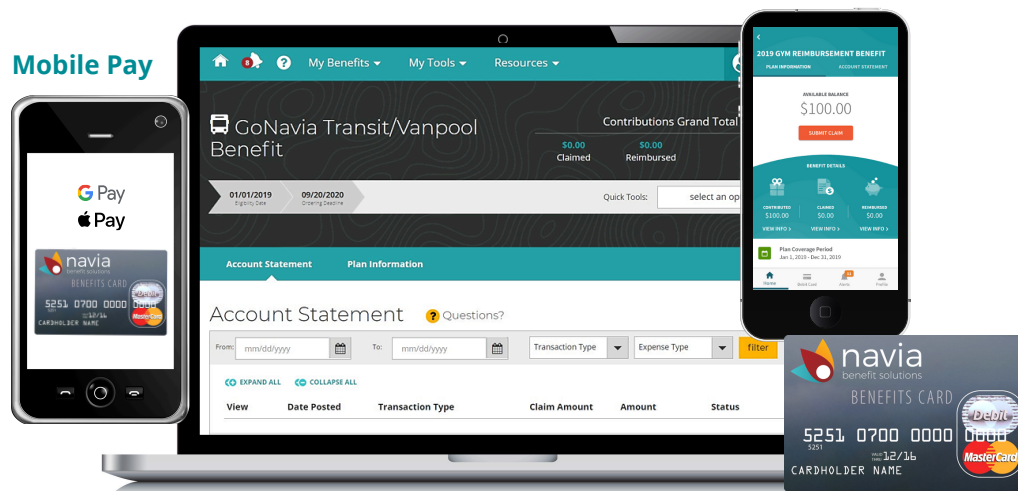 Mobile Pay
G Pay
Pay
navia
benefit solutions
BENEFITS CARD
5251 0700 0000 0000
5251
12/16
CARDHOLDER NAME
Debit
MasterCard
8
?
My Benefits
My Tools
Resources
GoNavia Transit/Vanpool
Benefit
Contributions Grand Total
$0.00
Claimed
$0.00
Reimbursed
01/01/2019
Eligibility Date
09/20/2020
Ordering Deadline
Quick Tools:
select an op
Account Statement
Plan Information
Account Statement
? Questions?
From:
mm/dd/yyyy
To:
mm/dd/yyyy
Transaction Type
Expense Type
filter
EXPAND ALL
COLLAPSE ALL
View Date Posted Transaction Type Claim Amount Amount Status
2019 GYM REIMBURSEMENT BENEFIT
PLAN INFORMATION
ACCOUNT STATEMENT
AVAILABLE BALANCE
$100.00
SUBMIT CLAIM
BENEFIT DETAILS
CONTRIBUTED
$100.00
VIEW INFO >
CLAIMED
$0.00
VIEW INFO >
REIMBURSED
$0.00
VIEW INFO >
Plan Coverage Period
Jan 1, 2019 - Dec 31, 2019
Home
Alerts
Profile
navia
benefit solutions
BENEFITS CARD
Debit
5251 0700 0000 0000
5251
VALID
THRU
12/16
CARDHOLDER NAME
MasterCard